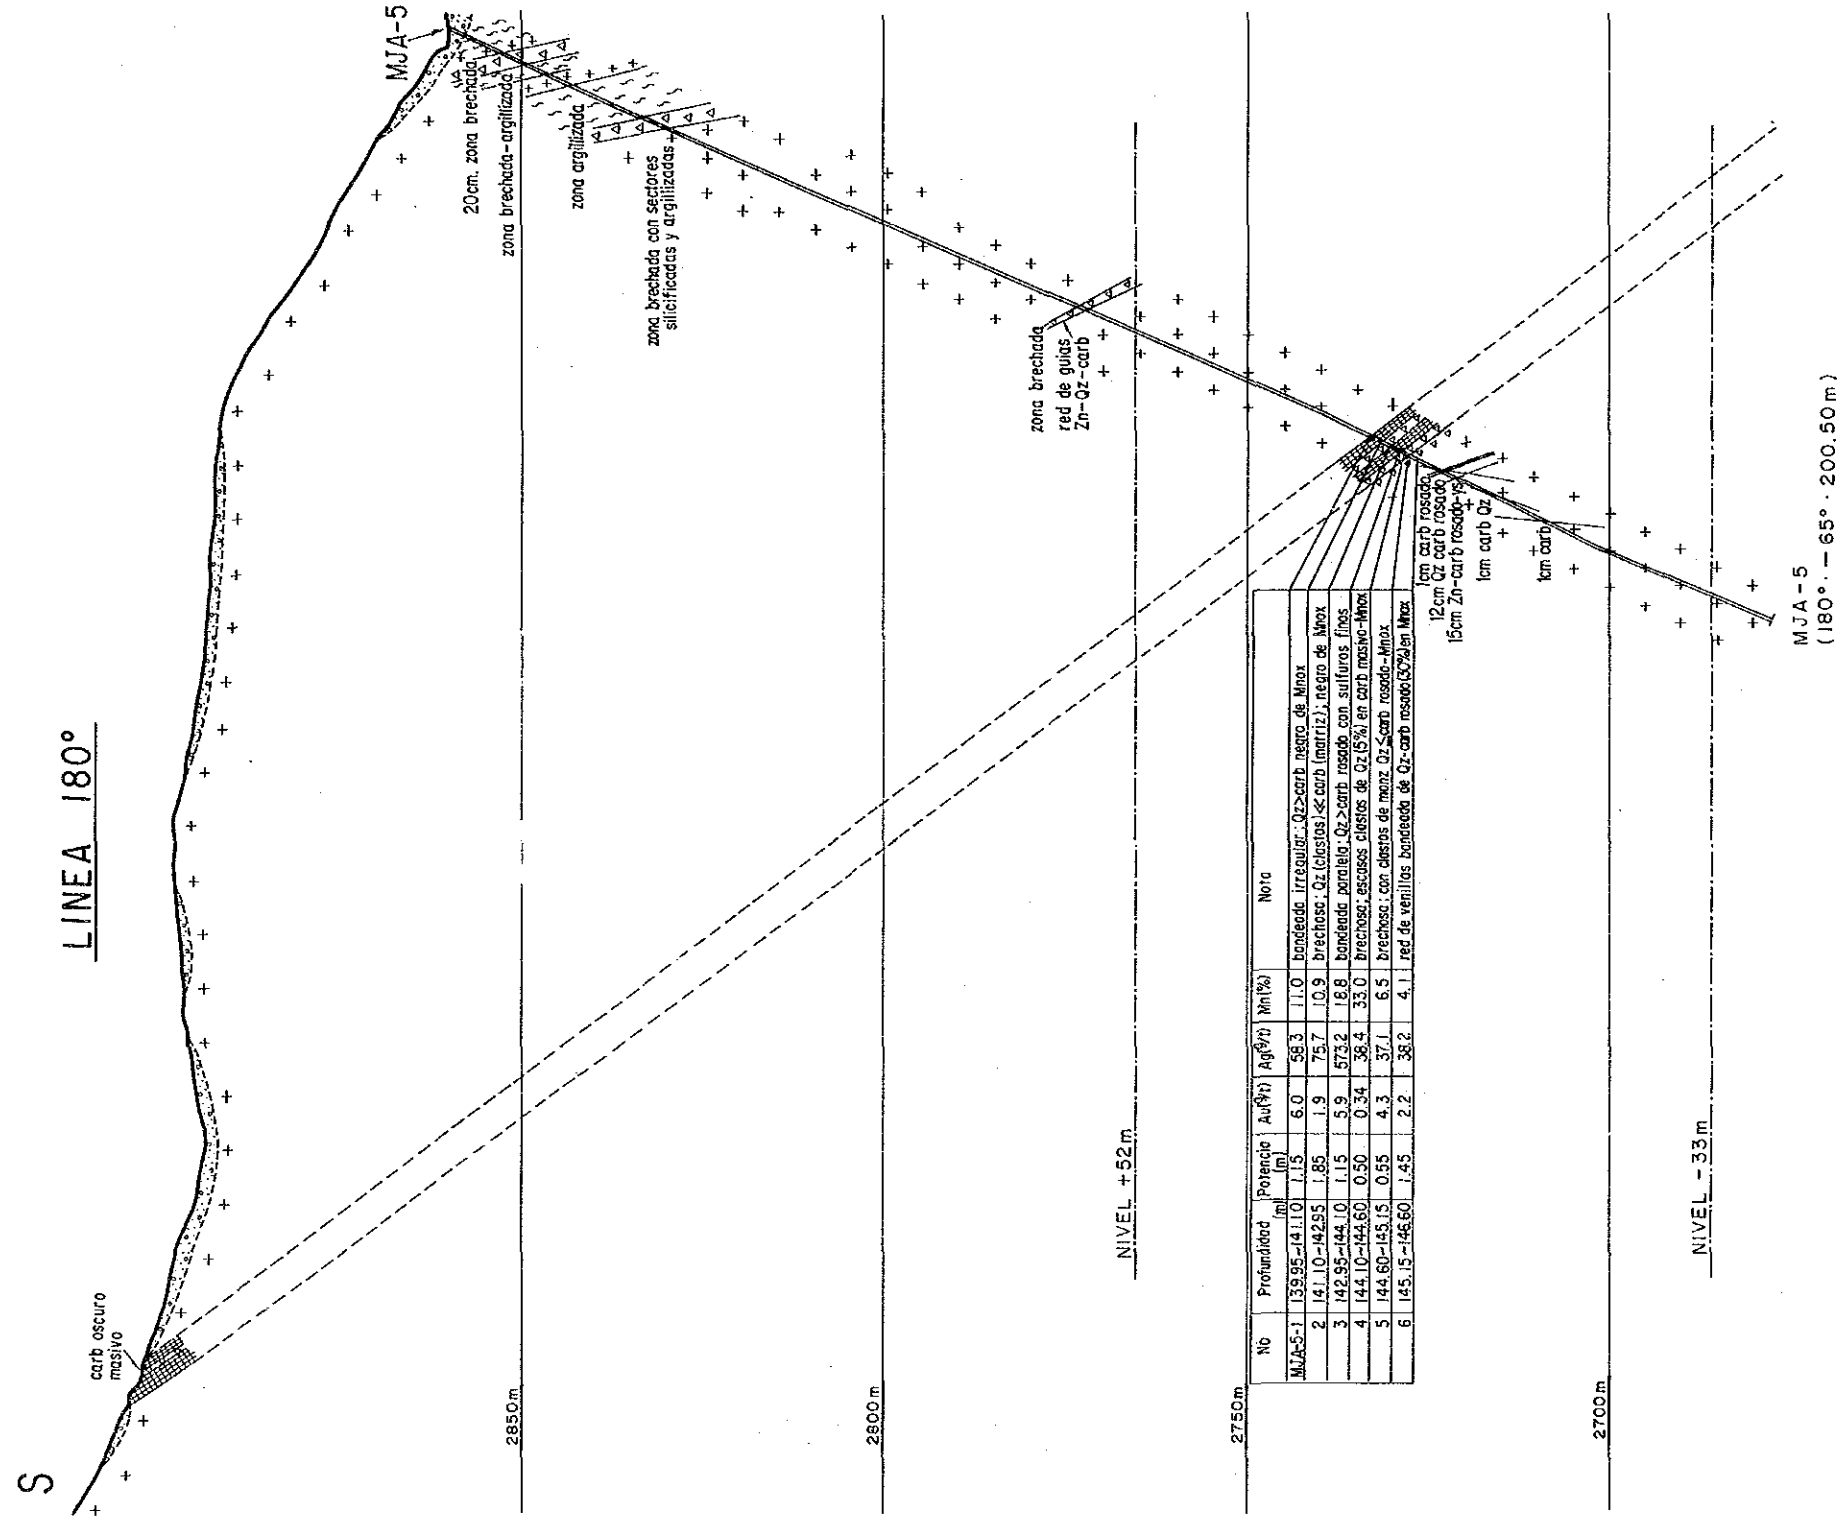 S
LINEA 180°
MJA-5
carb oscuro
masivo
20cm. zona brechada
zona brechada-argillizada
zona argillizada
zona brechada con sectores
silicificadas y argillizadas
2850m
2800m
zona brechada
red de guias
Zn-Qz-carb
NIVEL +52m
2750m
No Profundidad (m) Potencia (m) Au(g/t) Ag(g/t) Mn(%) Nota
MJA-5-1 139.95~141.10 1.15 6.0 58.3 11.0 bandeada irregular; Qz>carb negro de Mnox
2 141.10~142.95 1.85 1.9 75.7 10.9 brechosa; Qz (clastos)<<carb (matriz); negro de Mnox
3 142.95~144.10 1.15 5.9 573.2 18.8 bandeada paralela; Qz>carb rosado con sulfuros finos
4 144.10~144.60 0.50 0.34 38.4 33.0 brechosa; escasos clastos de Qz (5%) en carb masivo-Mnox
5 144.60~145.15 0.55 4.3 37.1 6.5 brechosa; con clastos de monz Qz≤carb rosado-Mnox
6 145.15~146.60 1.45 2.2 38.2 4.1 red de venillas bandeada de Qz-carb rosado(30%)en Mnox
1cm carb rosado
12cm Qz carb rosado
15cm Zn-carb rosado-ys
1cm carb Qz
1cm carb
2700m
NIVEL -33m
MJA-5
(180°·-65°·200.50m)